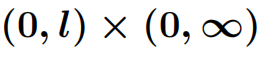 (0, l) × (0, ∞)